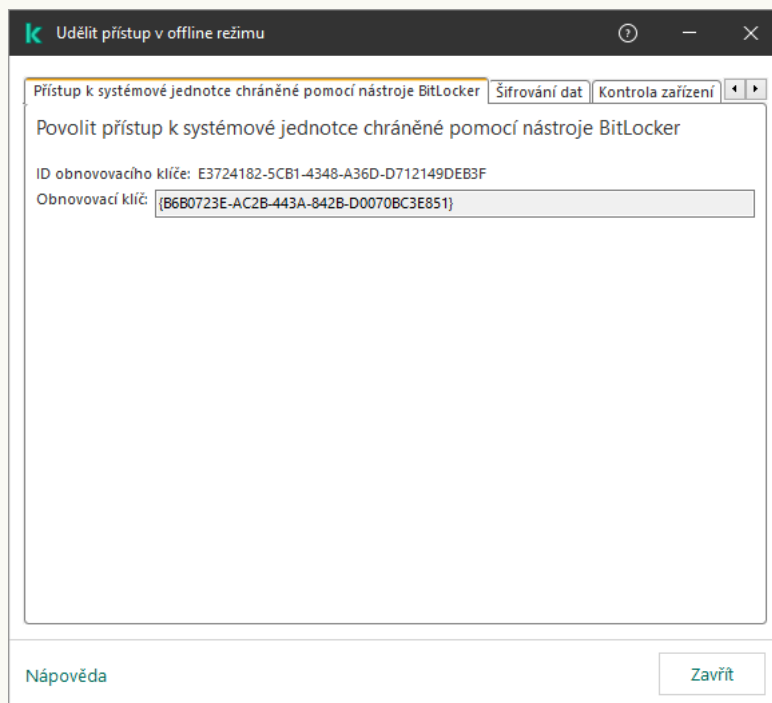 Udělit přístup v offline režimu
Přístup k systémové jednotce chráněné pomocí nástroje BitLocker
Šifrování dat
Kontrola zařízení
Povolit přístup k systémové jednotce chráněné pomocí nástroje BitLocker
ID obnovovacího klíče: E3724182-5CB1-4348-A36D-D712149DEB3F
Obnovovací klíč: {B6B0723E-AC2B-443A-842B-D0070BC3E851}
Nápověda
Zavřít